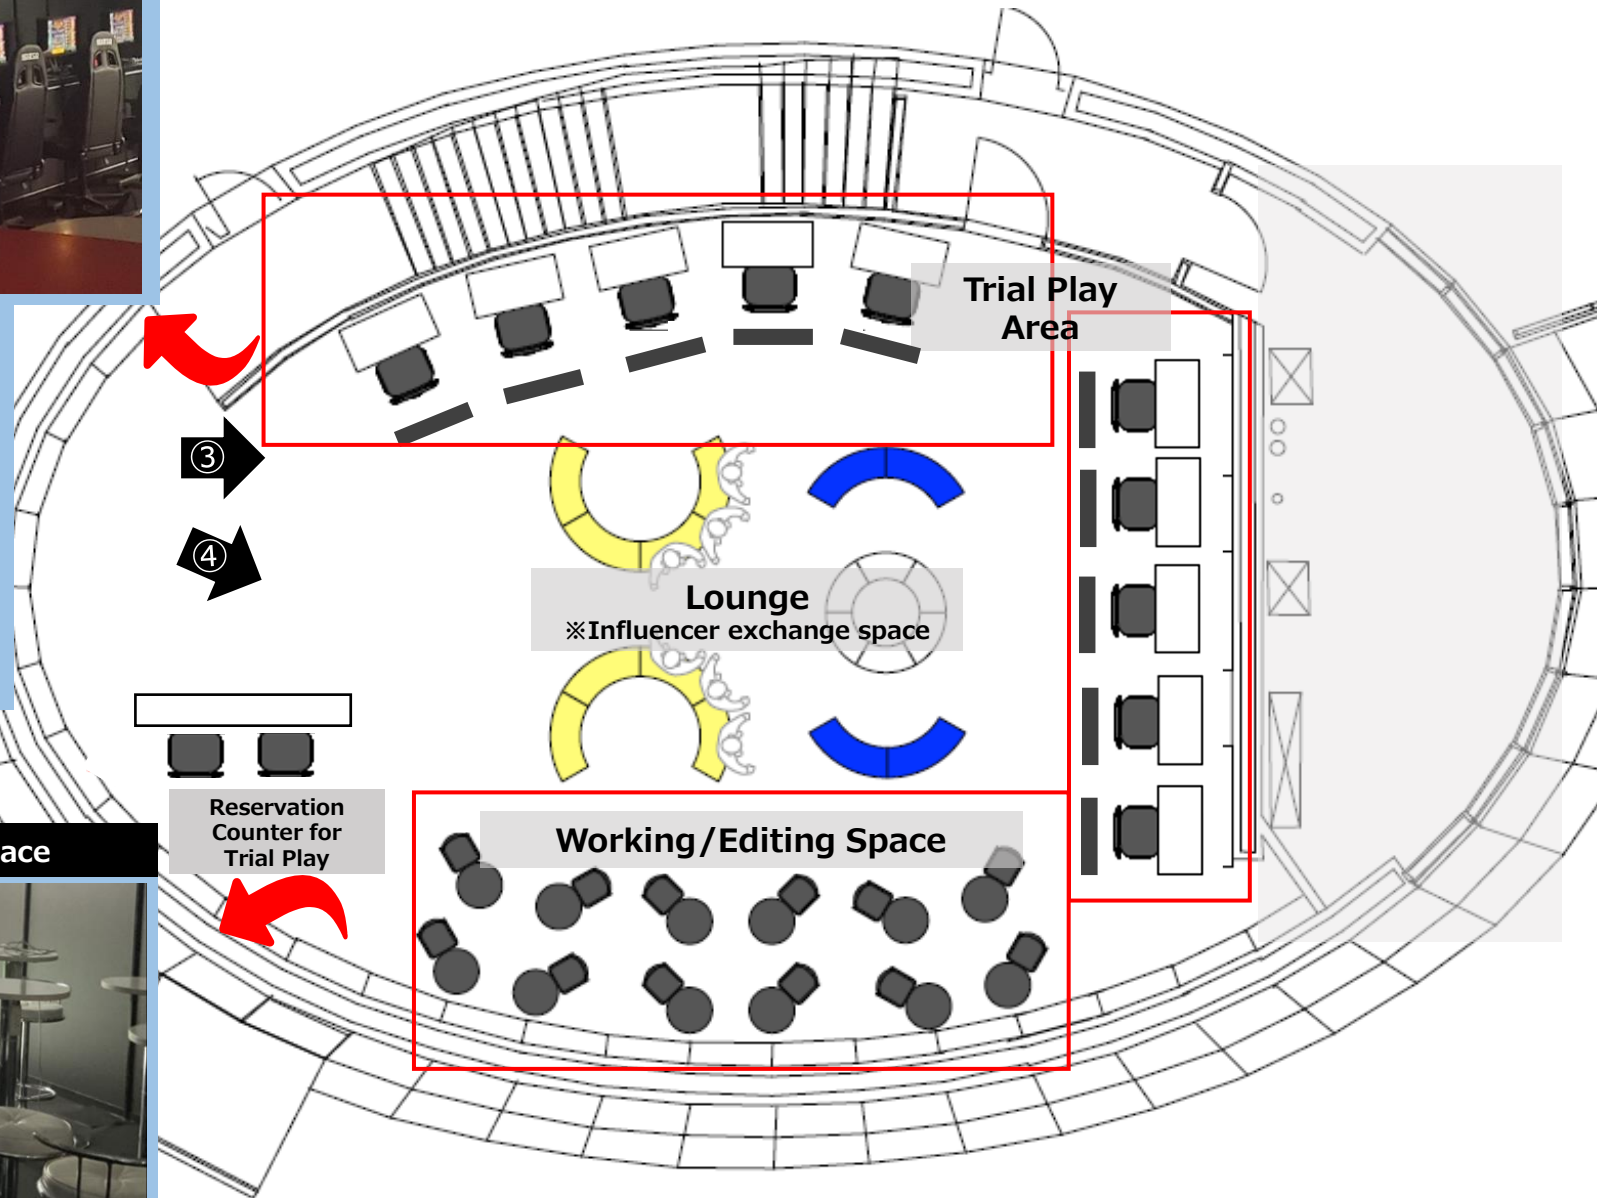 Trial Play
Area
③
④
Lounge
※Influencer exchange space
Reservation
Counter for
Trial Play
Working/Editing Space
ace